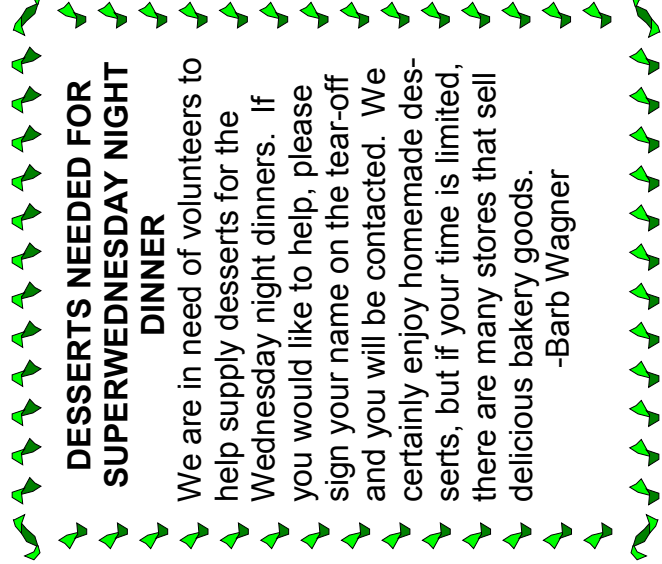 DESSERTS NEEDED FOR
SUPERWEDNESDAY NIGHT
DINNER
We are in need of volunteers to
help supply desserts for the
Wednesday night dinners.  If
you would like to help, please
sign your name on the tear-off
and you will be contacted.  We
certainly enjoy homemade des-
serts, but if your time is limited,
there are many stores that sell
delicious bakery goods.
-Barb Wagner